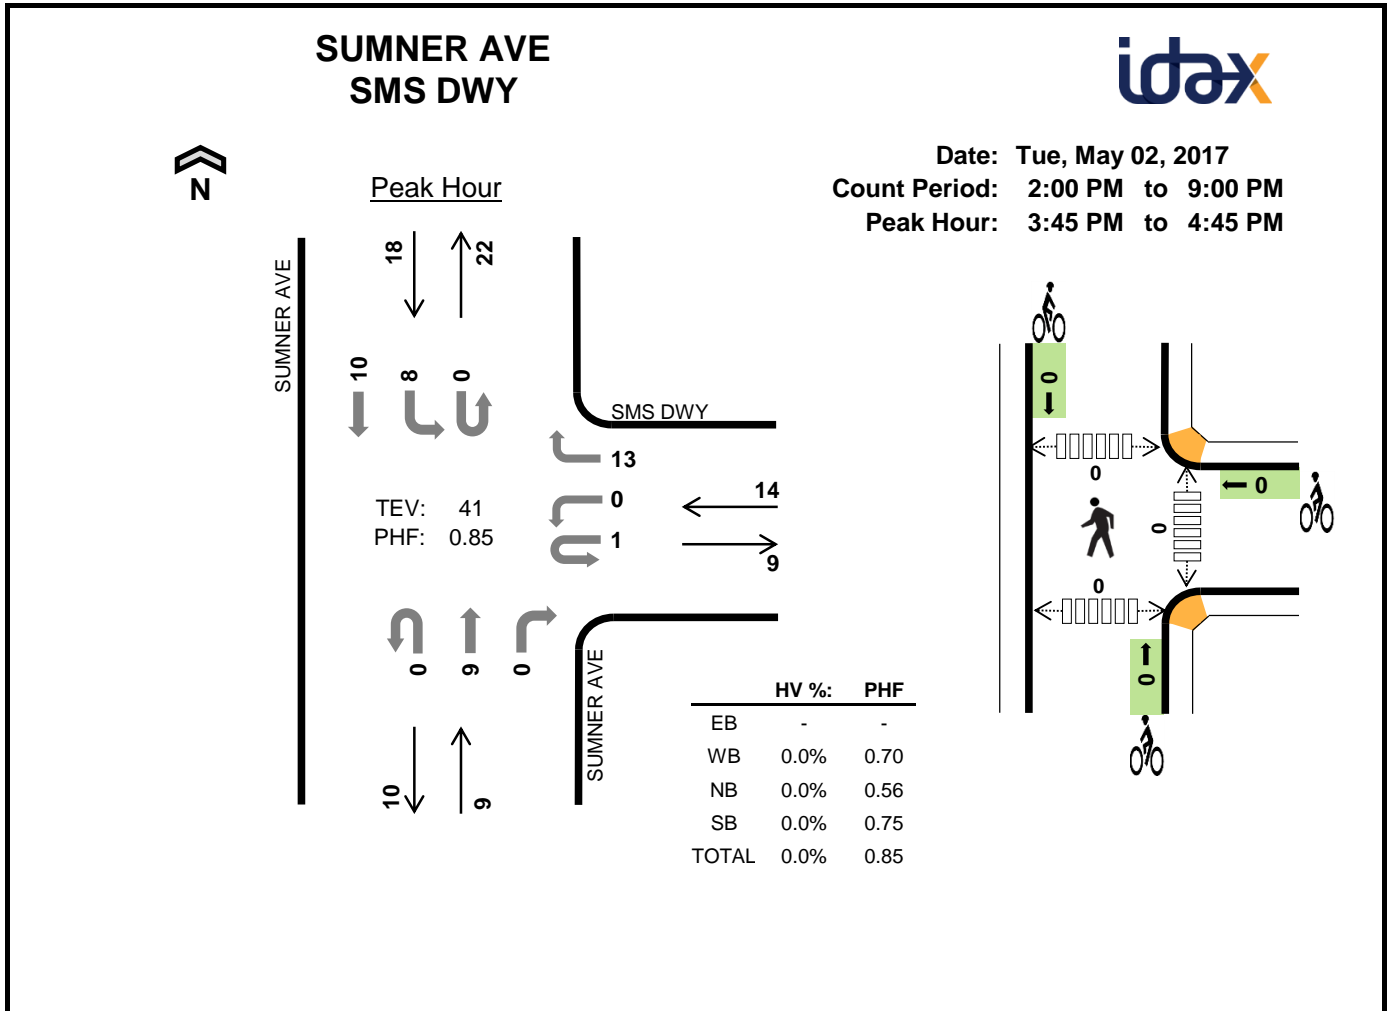 SUMNER AVE
SMS DWY
idax
N
Peak Hour
Date: Tue, May 02, 2017
Count Period: 2:00 PM to 9:00 PM
Peak Hour: 3:45 PM to 4:45 PM
SUMNER AVE
18
22
10
8
0
SMS DWY
13
0
1
14
9
TEV: 41
PHF: 0.85
0
9
0
SUMNER AVE
10
9
HV %: PHF
EB - -
WB 0.0% 0.70
NB 0.0% 0.56
SB 0.0% 0.75
TOTAL 0.0% 0.85
0
0
0
0
0
0